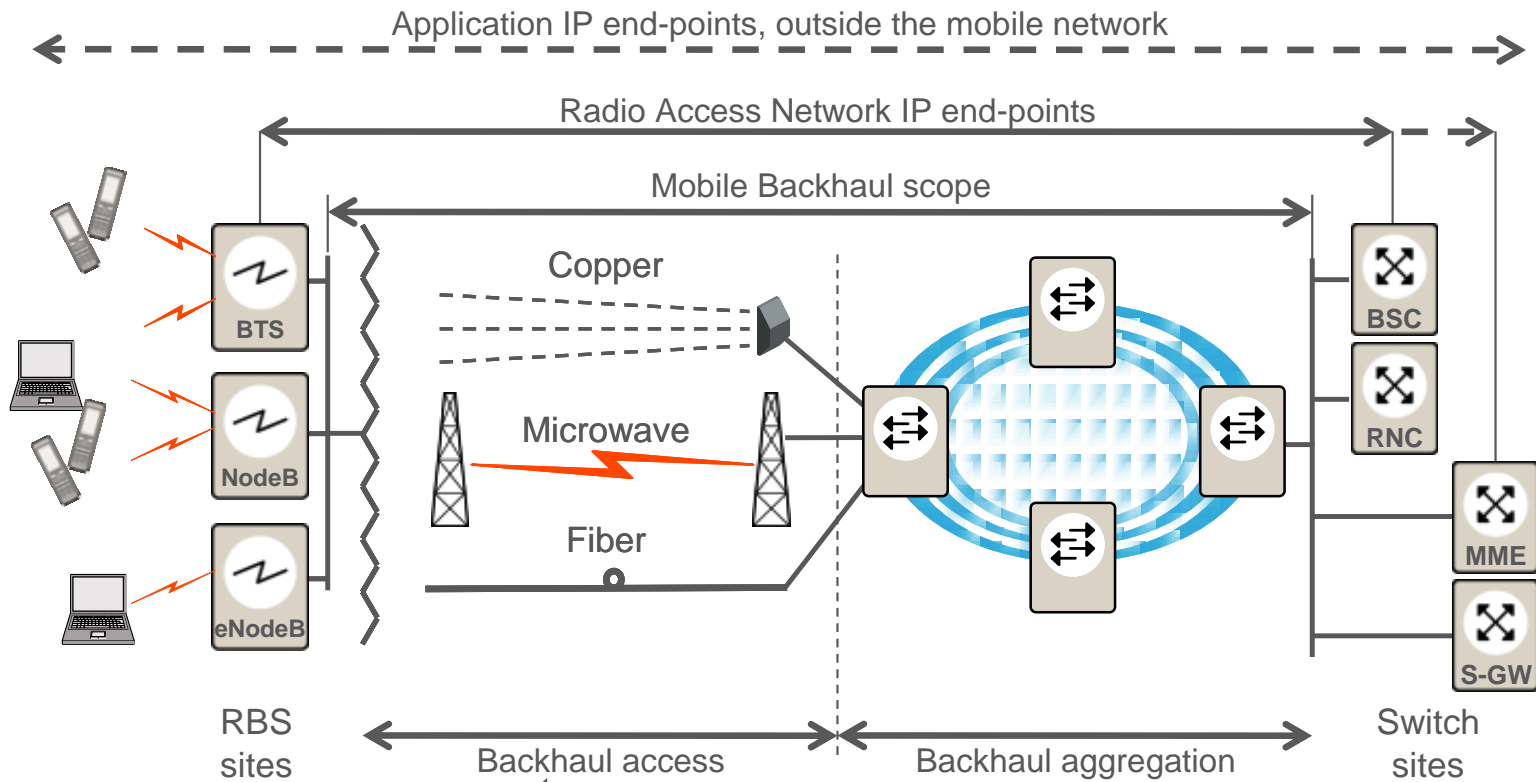 Application IP end-points, outside the mobile network
Radio Access Network IP end-points
Mobile Backhaul scope
Copper
BTS
BSC
RNC
Microwave
NodeB
Fiber
MME
eNodeB
S-GW
RBS
sites
Switch
sites
Backhaul access
Backhaul aggregation